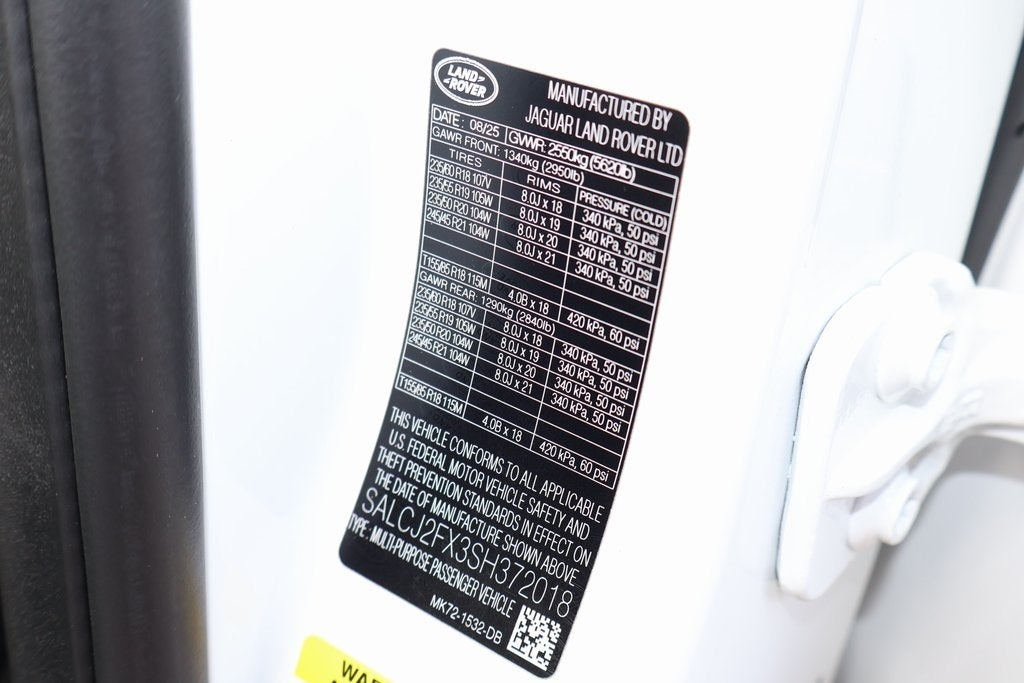 LAND-
-ROVER
MANUFACTURED BY
JAGUAR LAND ROVER LTD
DATE: 08/25 GVWR: 2550kg (5620lb)
GAWR FRONT: 1340kg (2950lb)
TIRES RIMS PRESSURE (COLD)
235/60 R18 107V 8.0J x 18 340 kPa, 50 psi
235/55 R19 105W 8.0J x 19 340 kPa, 50 psi
235/50 R20 104W 8.0J x 20 340 kPa, 50 psi
245/45 R21 104W 8.0J x 21 340 kPa, 50 psi
T155/85 R18 115M 4.0B x 18 420 kPa, 60 psi
GAWR REAR: 1290kg (2840lb)
235/60 R18 107V 8.0J x 18 340 kPa, 50 psi
235/55 R19 105W 8.0J x 19 340 kPa, 50 psi
235/50 R20 104W 8.0J x 20 340 kPa, 50 psi
245/45 R21 104W 8.0J x 21 340 kPa, 50 psi
T155/85 R18 115M 4.0B x 18 420 kPa, 60 psi
THIS VEHICLE CONFORMS TO ALL APPLICABLE
U.S. FEDERAL MOTOR VEHICLE SAFETY AND
THEFT PREVENTION STANDARDS IN EFFECT ON
THE DATE OF MANUFACTURE SHOWN ABOVE
SALCJ2FX3SH372018
TYPE: MULTI-PURPOSE PASSENGER VEHICLE
MK72-1532-DB
WAR